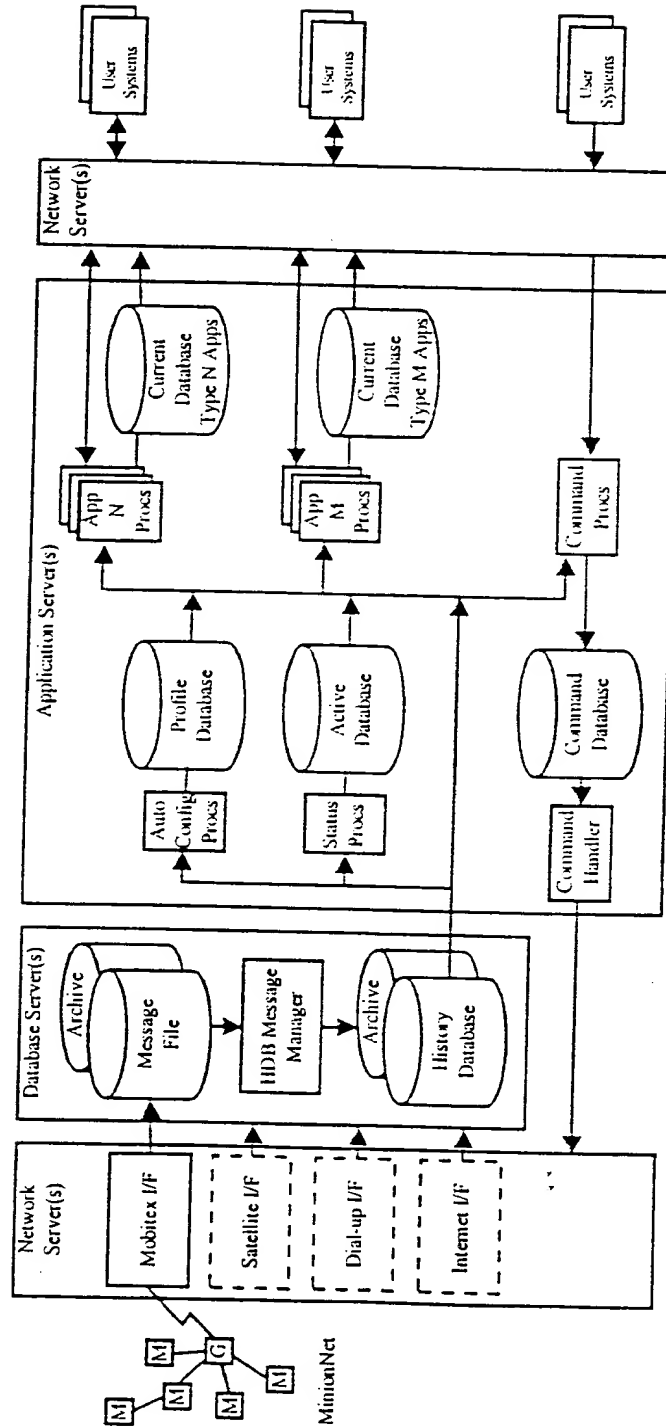 MinionNet
M
M
M
M
M
G
Network
Server(s)
Mobitex I/F
Satellite I/F
Dial-up I/F
Internet I/F
Database Server(s)
Archive
Message
File
HDB Message
Manager
Archive
History
Database
Application Server(s)
Auto
Config
Procs
Profile
Database
Status
Procs
Active
Database
Command
Handler
Command
Database
Command
Procs
App
N
Procs
Current
Database
Type N Apps
App
M
Procs
Current
Database
Type M Apps
Network
Server(s)
User
Systems
User
Systems
User
Systems